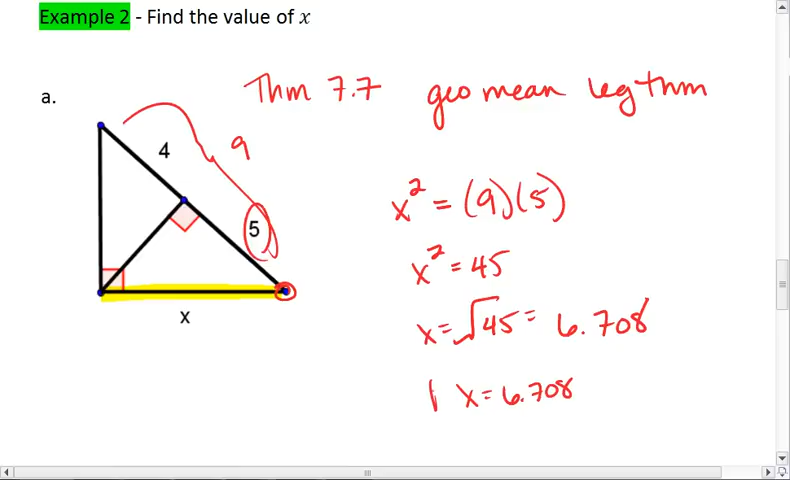 Example 2 - Find the value of x
Thm 7.7 geo mean leg thm
a.
4
9
5
x
x² = (9)(5)
x² = 45
x = √45 = 6.708
x = 6.708